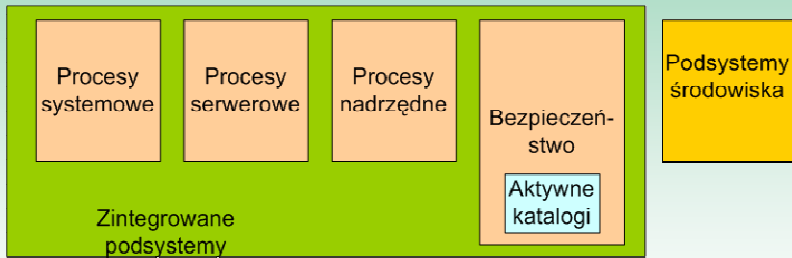 Procesy
systemowe
Procesy
serwerowe
Procesy
nadrzędne
Bezpieczeń-
stwo
Aktywne
katalogi
Zintegrowane
podsystemy
Podsystemy
środowiska